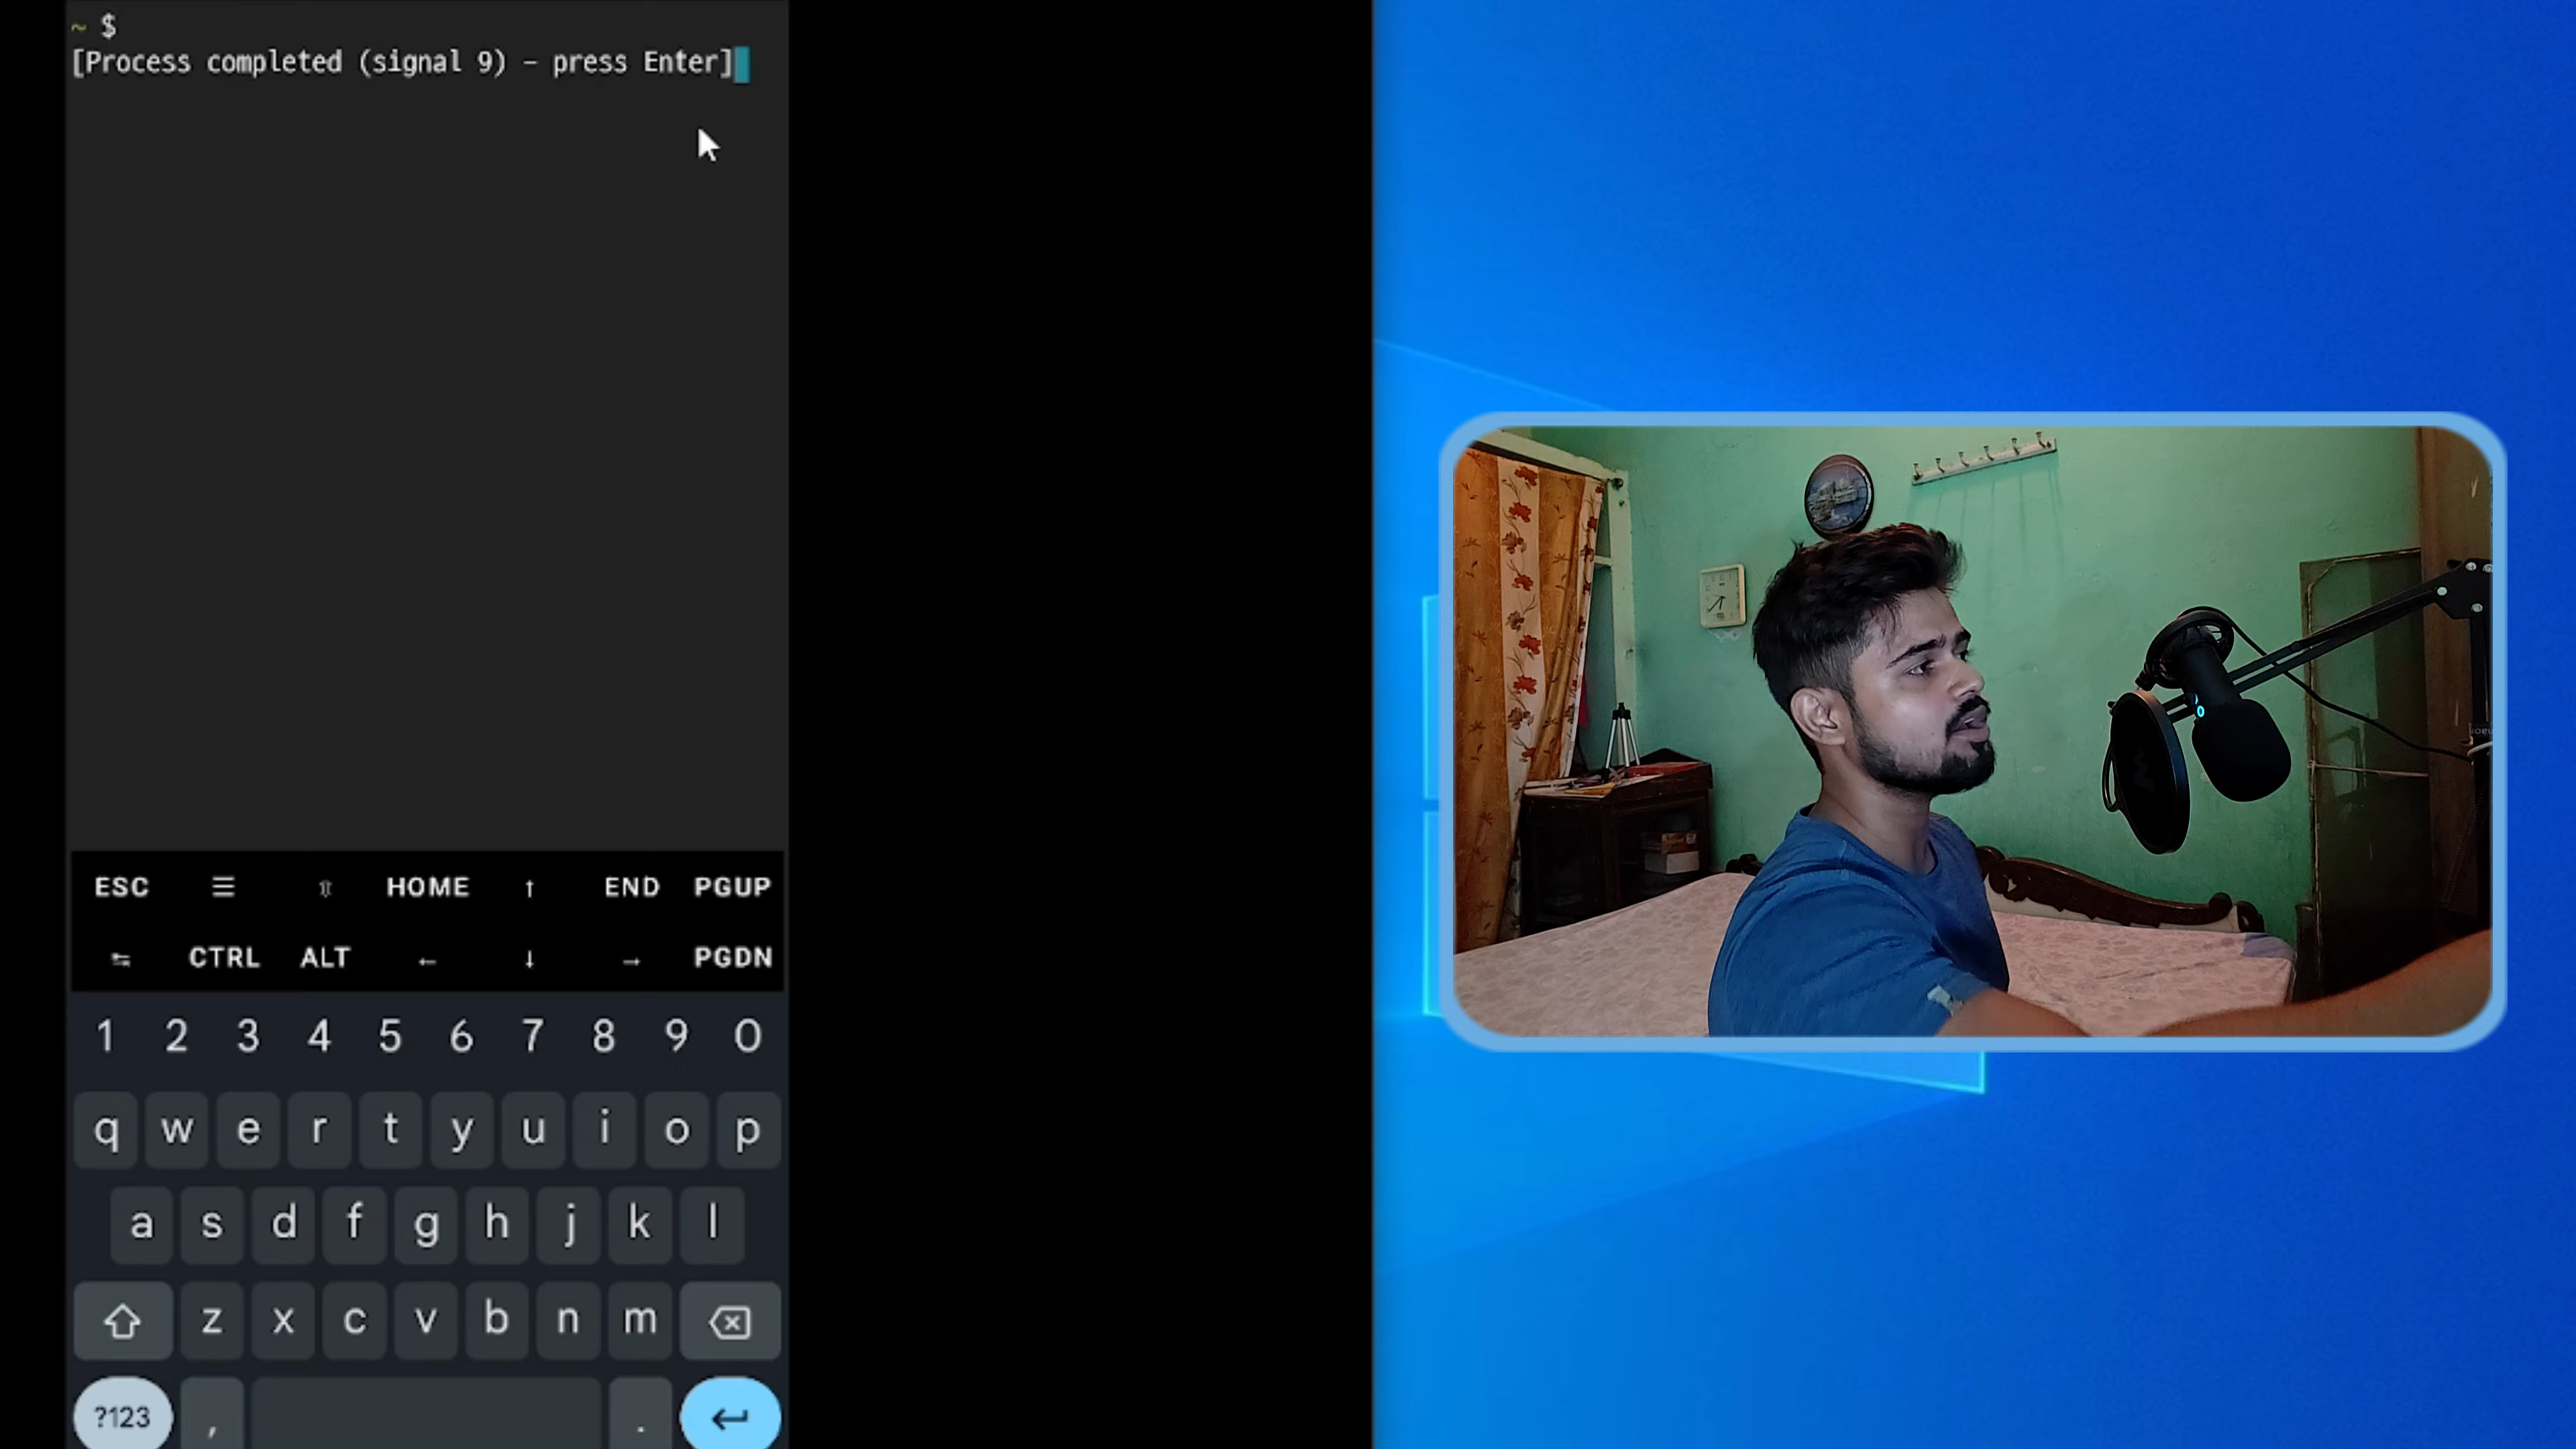 ~ $
[Process completed (signal 9) - press Enter]
ESC ☰ ⇳ HOME ↑ END PGUP
↹ CTRL ALT ← ↓ → PGDN
1 2 3 4 5 6 7 8 9 0
q w e r t y u i o p
a s d f g h j k l
z x c v b n m
?123 , .